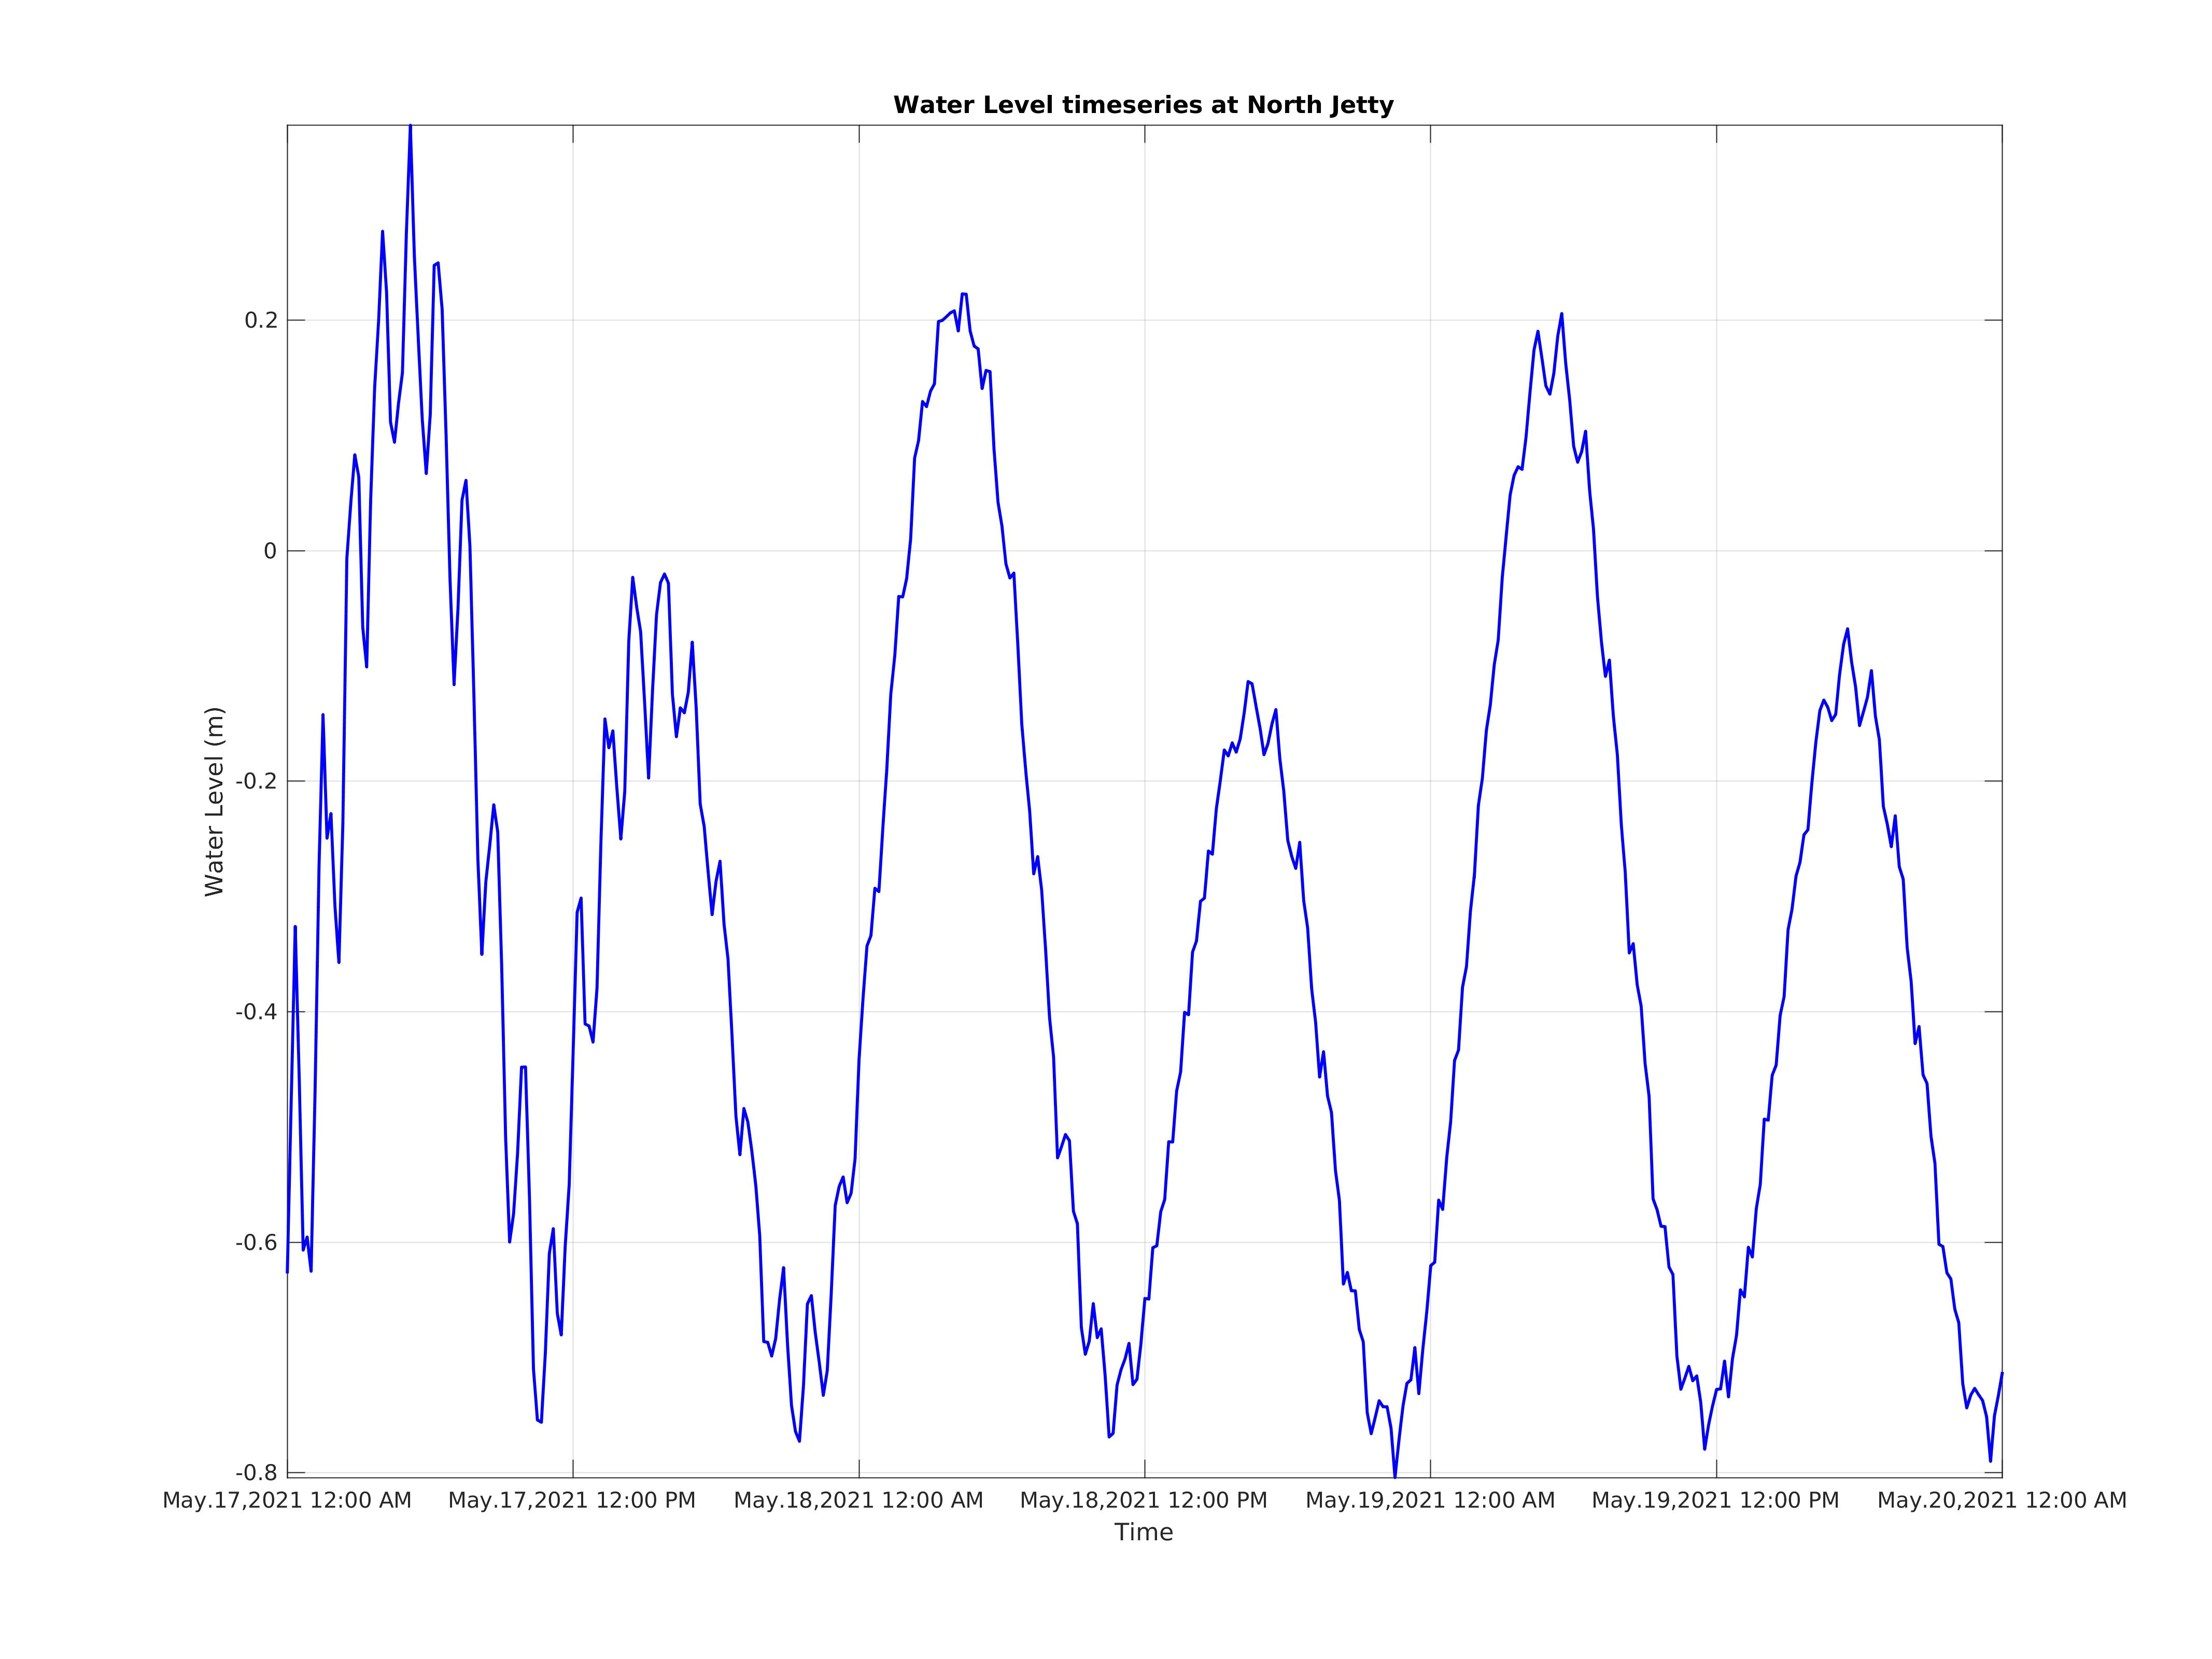 Water Level timeseries at North Jetty
0.2
0
-0.2
-0.4
-0.6
-0.8
Water Level (m)
May.17,2021 12:00 AM
May.17,2021 12:00 PM
May.18,2021 12:00 AM
May.18,2021 12:00 PM
May.19,2021 12:00 AM
May.19,2021 12:00 PM
May.20,2021 12:00 AM
Time